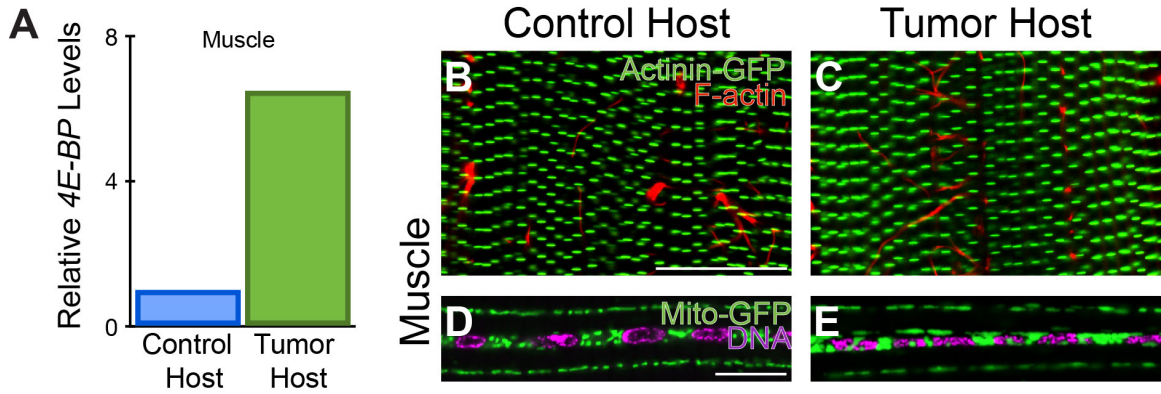 A
Relative 4E-BP Levels
8
4
0
Muscle
Control
Host
Tumor
Host
Control Host
Tumor Host
Muscle
B
Actinin-GFP
F-actin
C
D
Mito-GFP
DNA
E